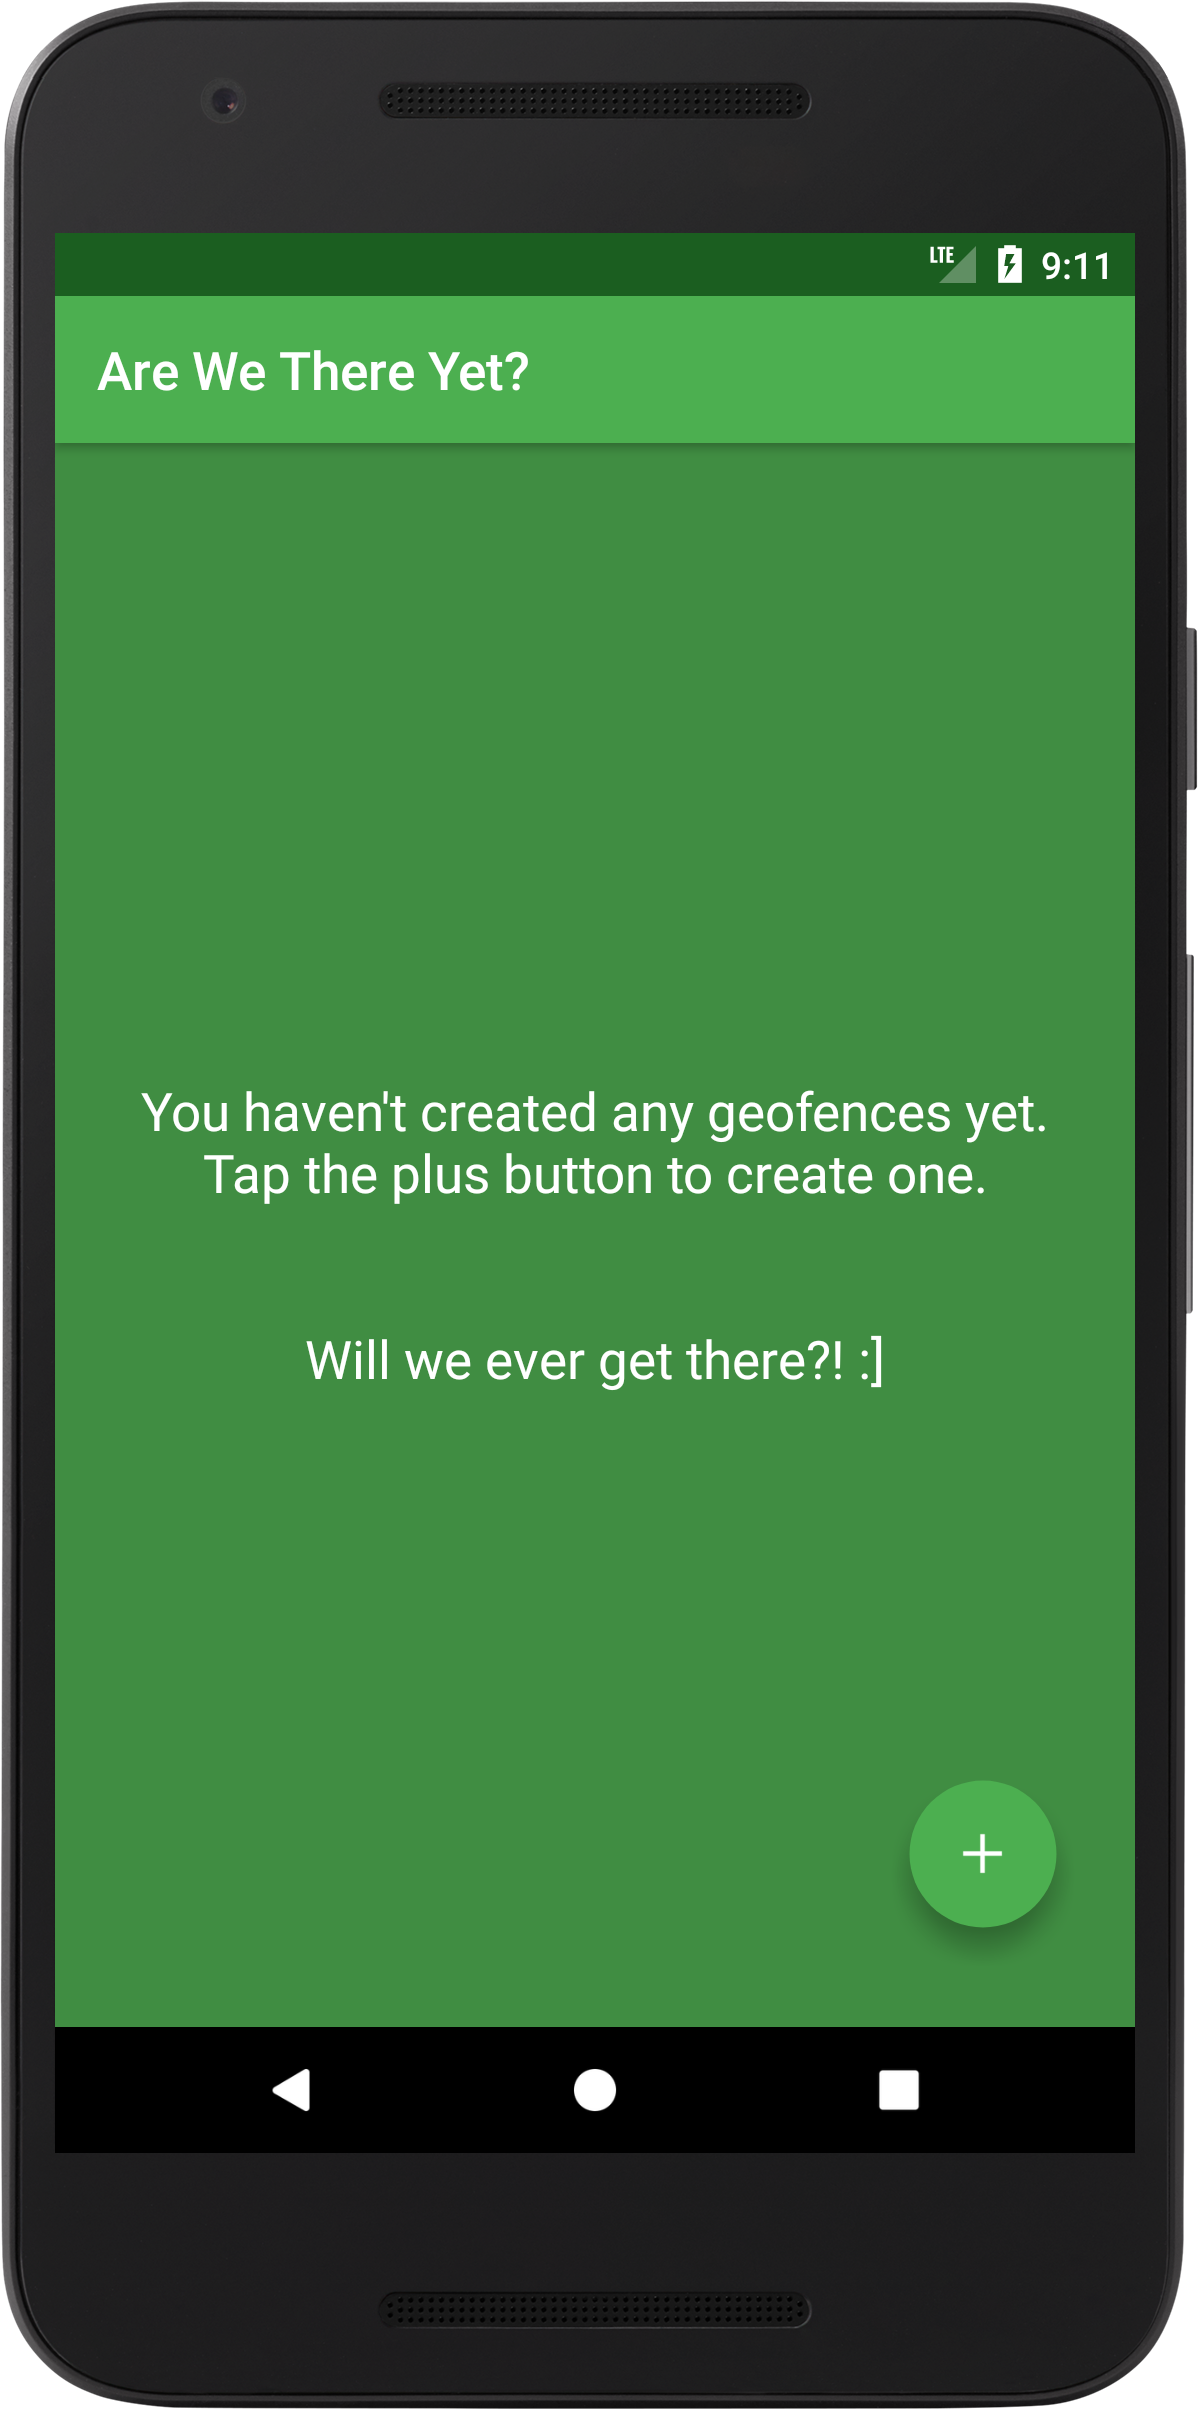 LTE 9:11
Are We There Yet?
You haven't created any geofences yet.
Tap the plus button to create one.
Will we ever get there?! :]